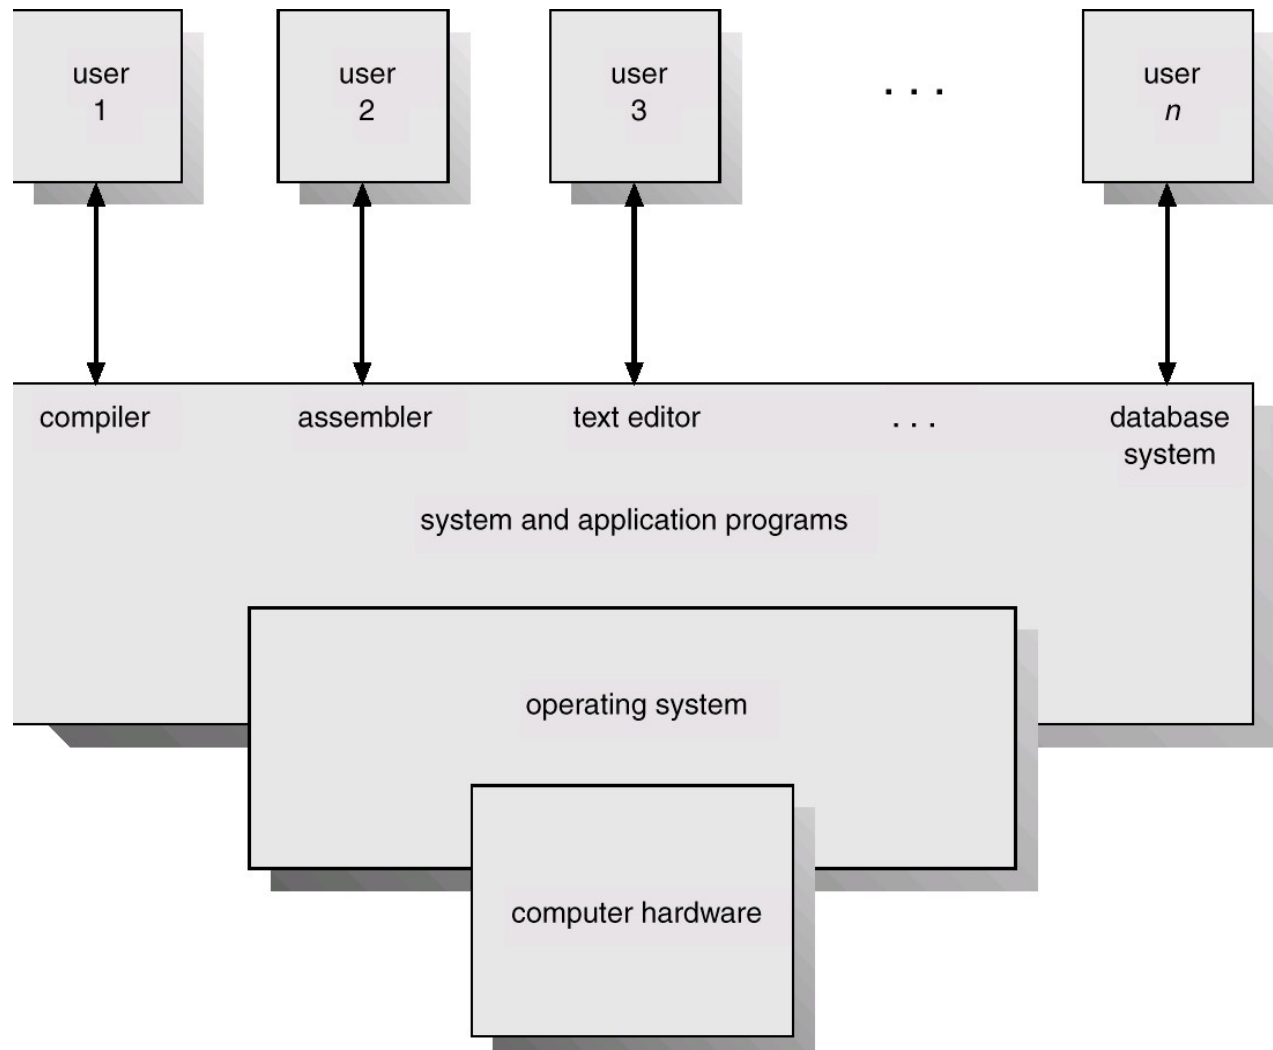 user
1
user
2
user
3
. . .
user
n
compiler
assembler
text editor
. . .
database
system
system and application programs
operating system
computer hardware